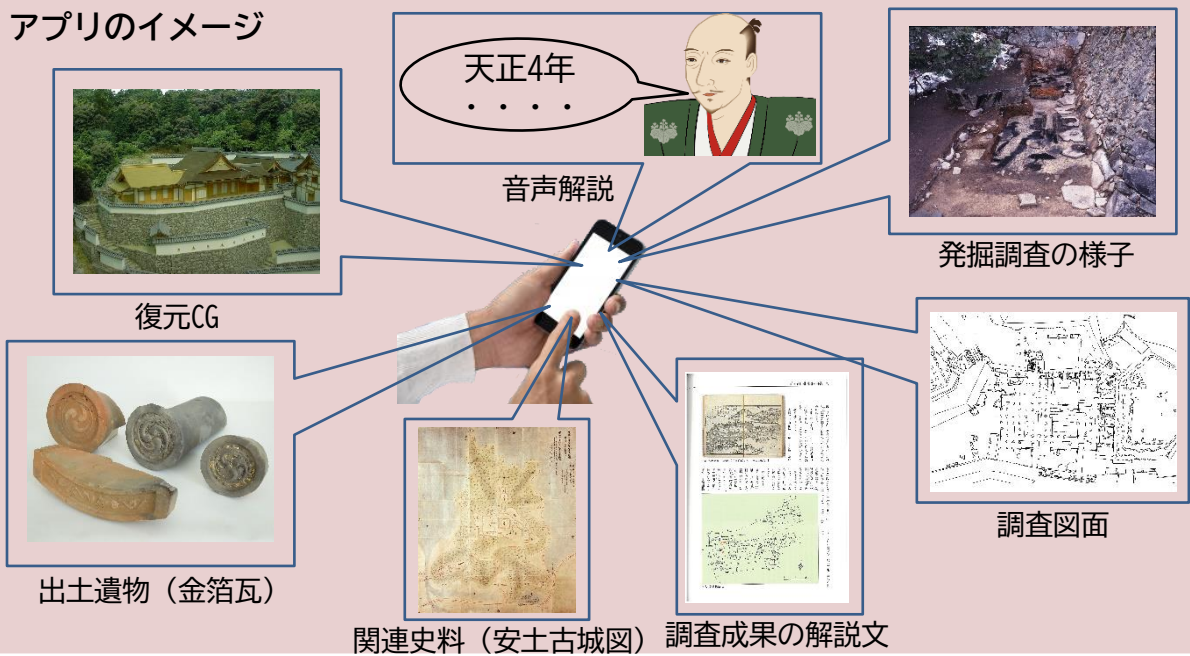 アプリのイメージ
天正4年
・・・・
音声解説
発掘調査の様子
復元CG
調査図面
出土遺物（金箔瓦）
関連史料（安土古城図）
調査成果の解説文